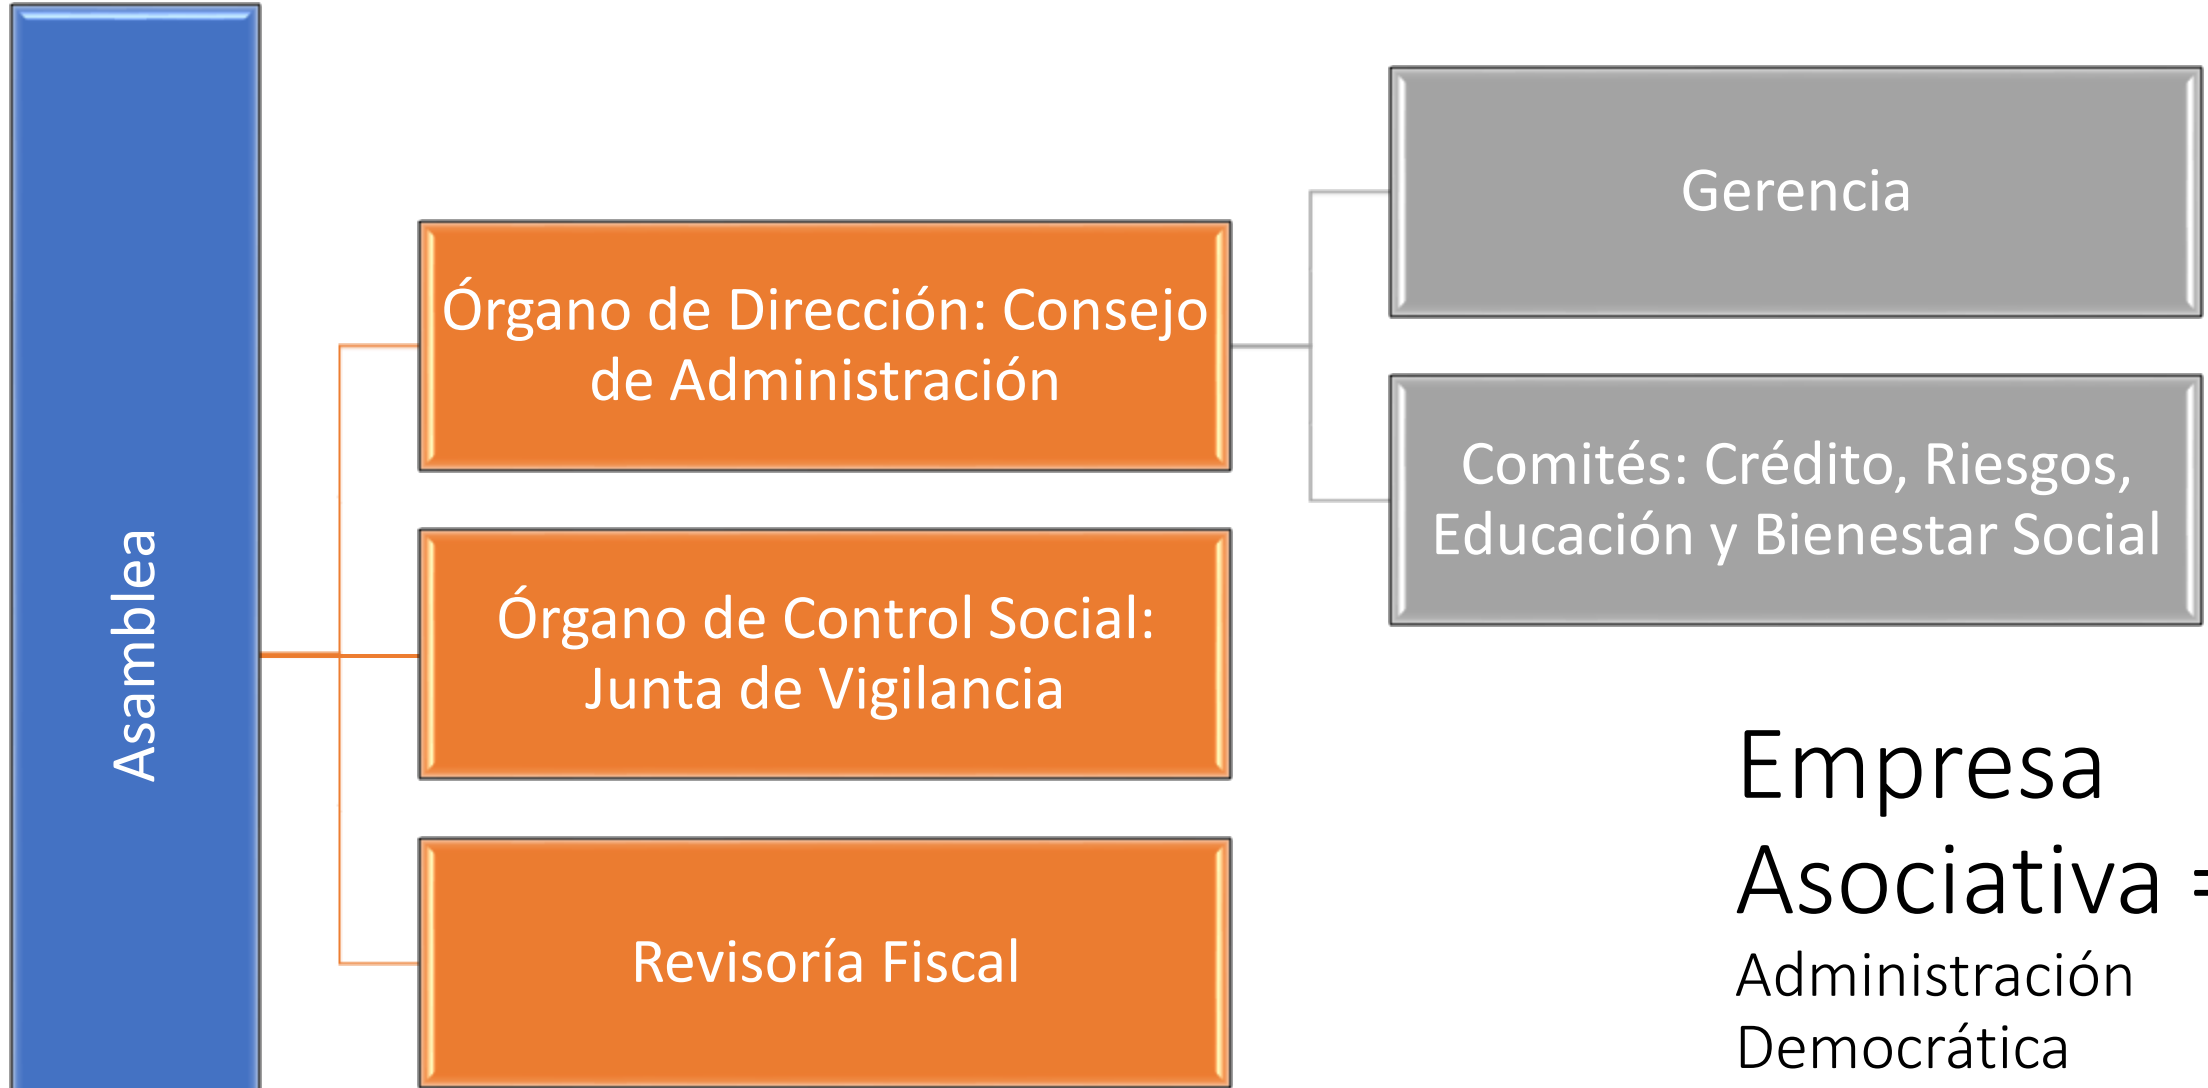 Asamblea
Órgano de Dirección: Consejo
de Administración
Órgano de Control Social:
Junta de Vigilancia
Revisoría Fiscal
Gerencia
Comités: Crédito, Riesgos,
Educación y Bienestar Social
Empresa
Asociativa =
Administración
Democrática